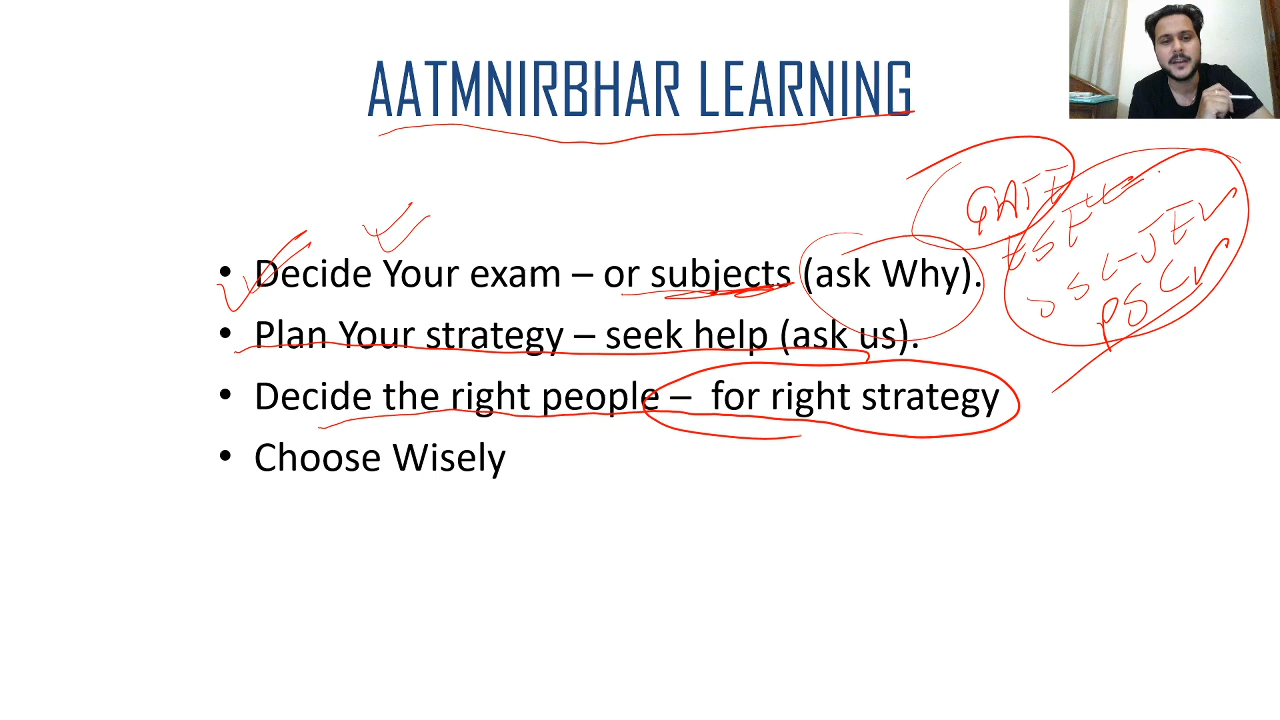 AATMNIRBHAR LEARNING
GATE
ESE
SSC-JE
PSC
• Decide Your exam – or subjects (ask Why).
• Plan Your strategy – seek help (ask us).
• Decide the right people – for right strategy
• Choose Wisely